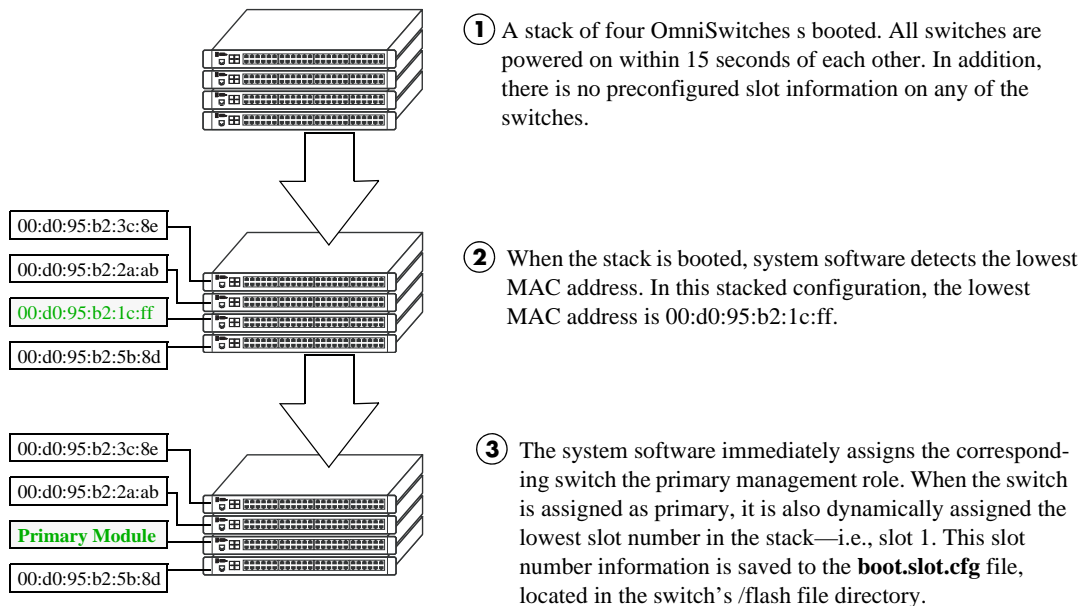 1 A stack of four OmniSwitches s booted. All switches are
powered on within 15 seconds of each other. In addition,
there is no preconfigured slot information on any of the
switches.
00:d0:95:b2:3c:8e
00:d0:95:b2:2a:ab
00:d0:95:b2:1c:ff
00:d0:95:b2:5b:8d
2 When the stack is booted, system software detects the lowest
MAC address. In this stacked configuration, the lowest
MAC address is 00:d0:95:b2:1c:ff.
00:d0:95:b2:3c:8e
00:d0:95:b2:2a:ab
Primary Module
00:d0:95:b2:5b:8d
3 The system software immediately assigns the correspond-
ing switch the primary management role. When the switch
is assigned as primary, it is also dynamically assigned the
lowest slot number in the stack—i.e., slot 1. This slot
number information is saved to the boot.slot.cfg file,
located in the switch’s /flash file directory.